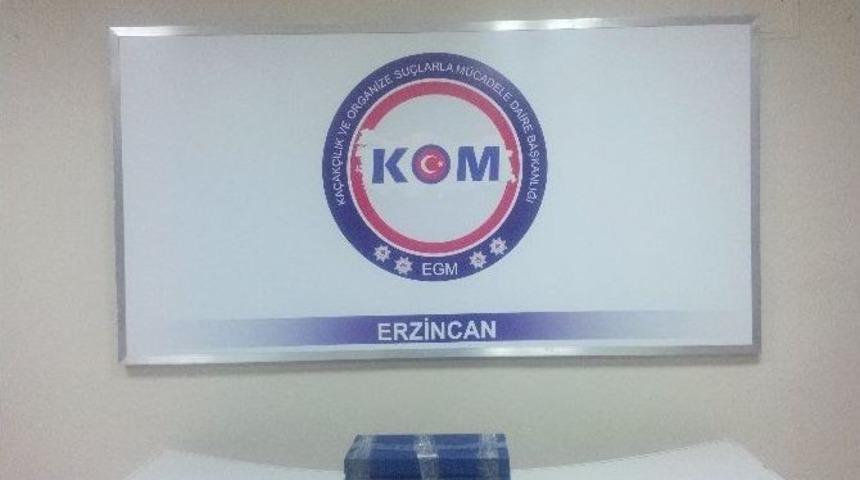 KAÇAKÇILIK VE ORGANİZE SUÇLARLA MÜCADELE DAİRE BAŞKANLIĞI
KOM
EGM
ERZİNCAN